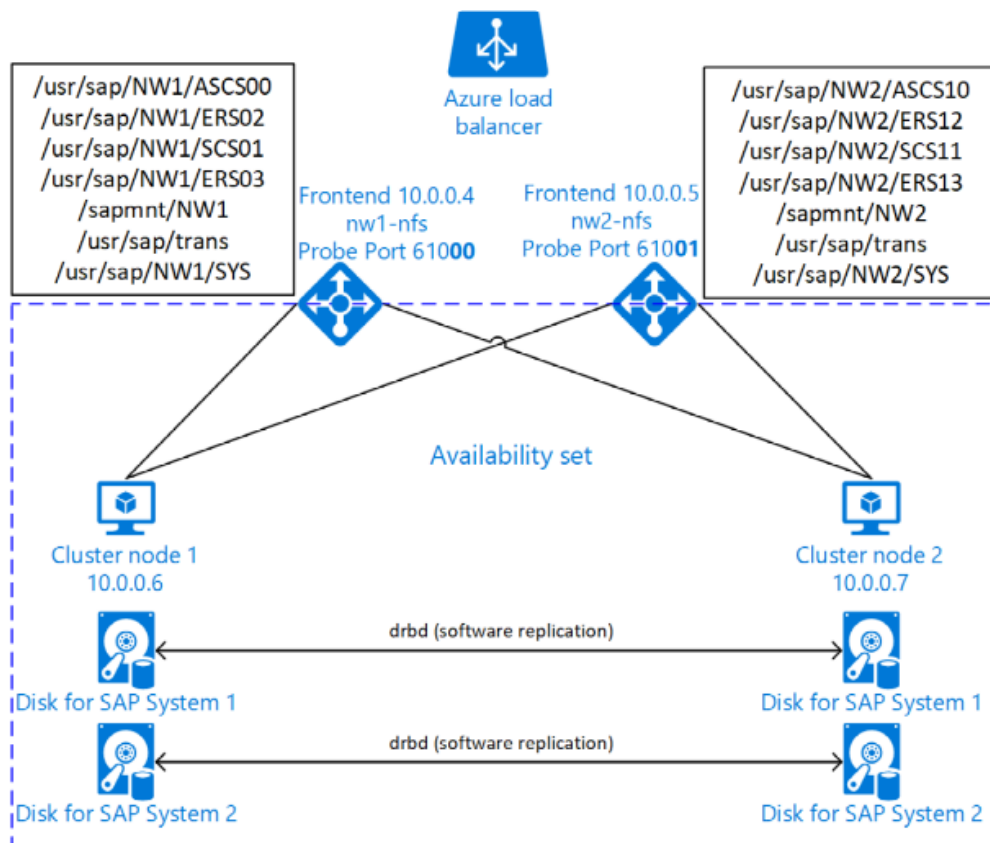 Azure load
balancer
/usr/sap/NW1/ASCS00
/usr/sap/NW1/ERS02
/usr/sap/NW1/SCS01
/usr/sap/NW1/ERS03
/sapmnt/NW1
/usr/sap/trans
/usr/sap/NW1/SYS
Frontend 10.0.0.4
nw1-nfs
Probe Port 61000
Frontend 10.0.0.5
nw2-nfs
Probe Port 61001
/usr/sap/NW2/ASCS10
/usr/sap/NW2/ERS12
/usr/sap/NW2/SCS11
/usr/sap/NW2/ERS13
/sapmnt/NW2
/usr/sap/trans
/usr/sap/NW2/SYS
Availability set
Cluster node 1
10.0.0.6
Cluster node 2
10.0.0.7
drbd (software replication)
Disk for SAP System 1
Disk for SAP System 1
drbd (software replication)
Disk for SAP System 2
Disk for SAP System 2